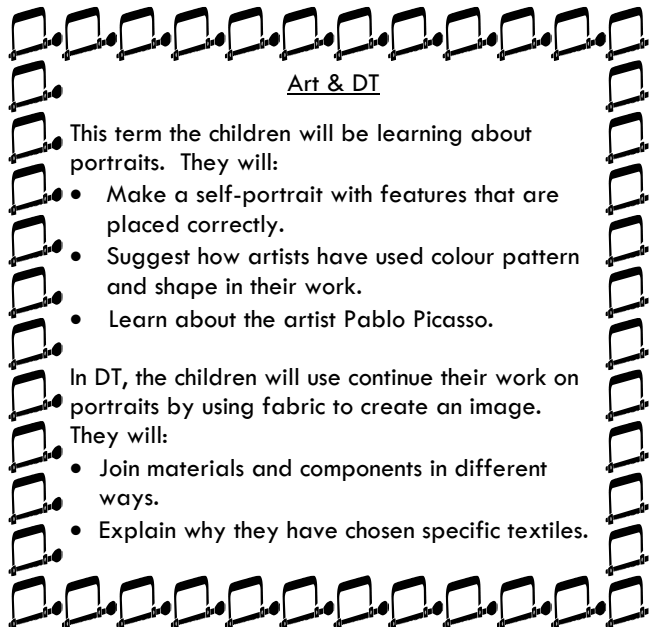 Art & DT
This term the children will be learning about
portraits.  They will:
•   Make a self-portrait with features that are
placed correctly.
•   Suggest how artists have used colour pattern
and shape in their work.
•   Learn about the artist Pablo Picasso.
In DT, the children will use continue their work on
portraits by using fabric to create an image.
They will:
•  Join materials and components in different
ways.
•  Explain why they have chosen specific textiles.